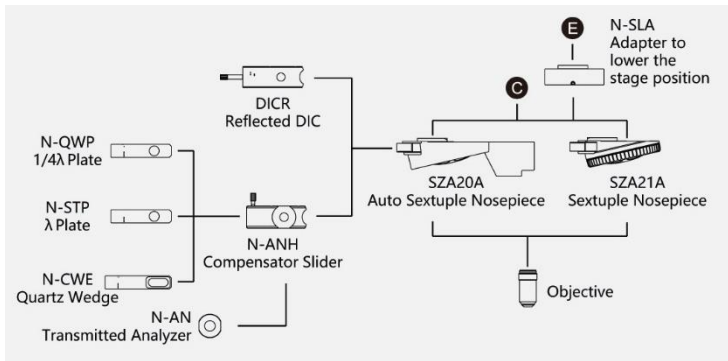 E
N-SLA
Adapter to
lower the
stage position
C
DICR
Reflected DIC
N-QWP
1/4λ Plate
SZA20A
Auto Sextuple Nosepiece
SZA21A
Sextuple Nosepiece
N-STP
λ Plate
N-ANH
Compensator Slider
N-CWE
Quartz Wedge
Objective
N-AN
Transmitted Analyzer